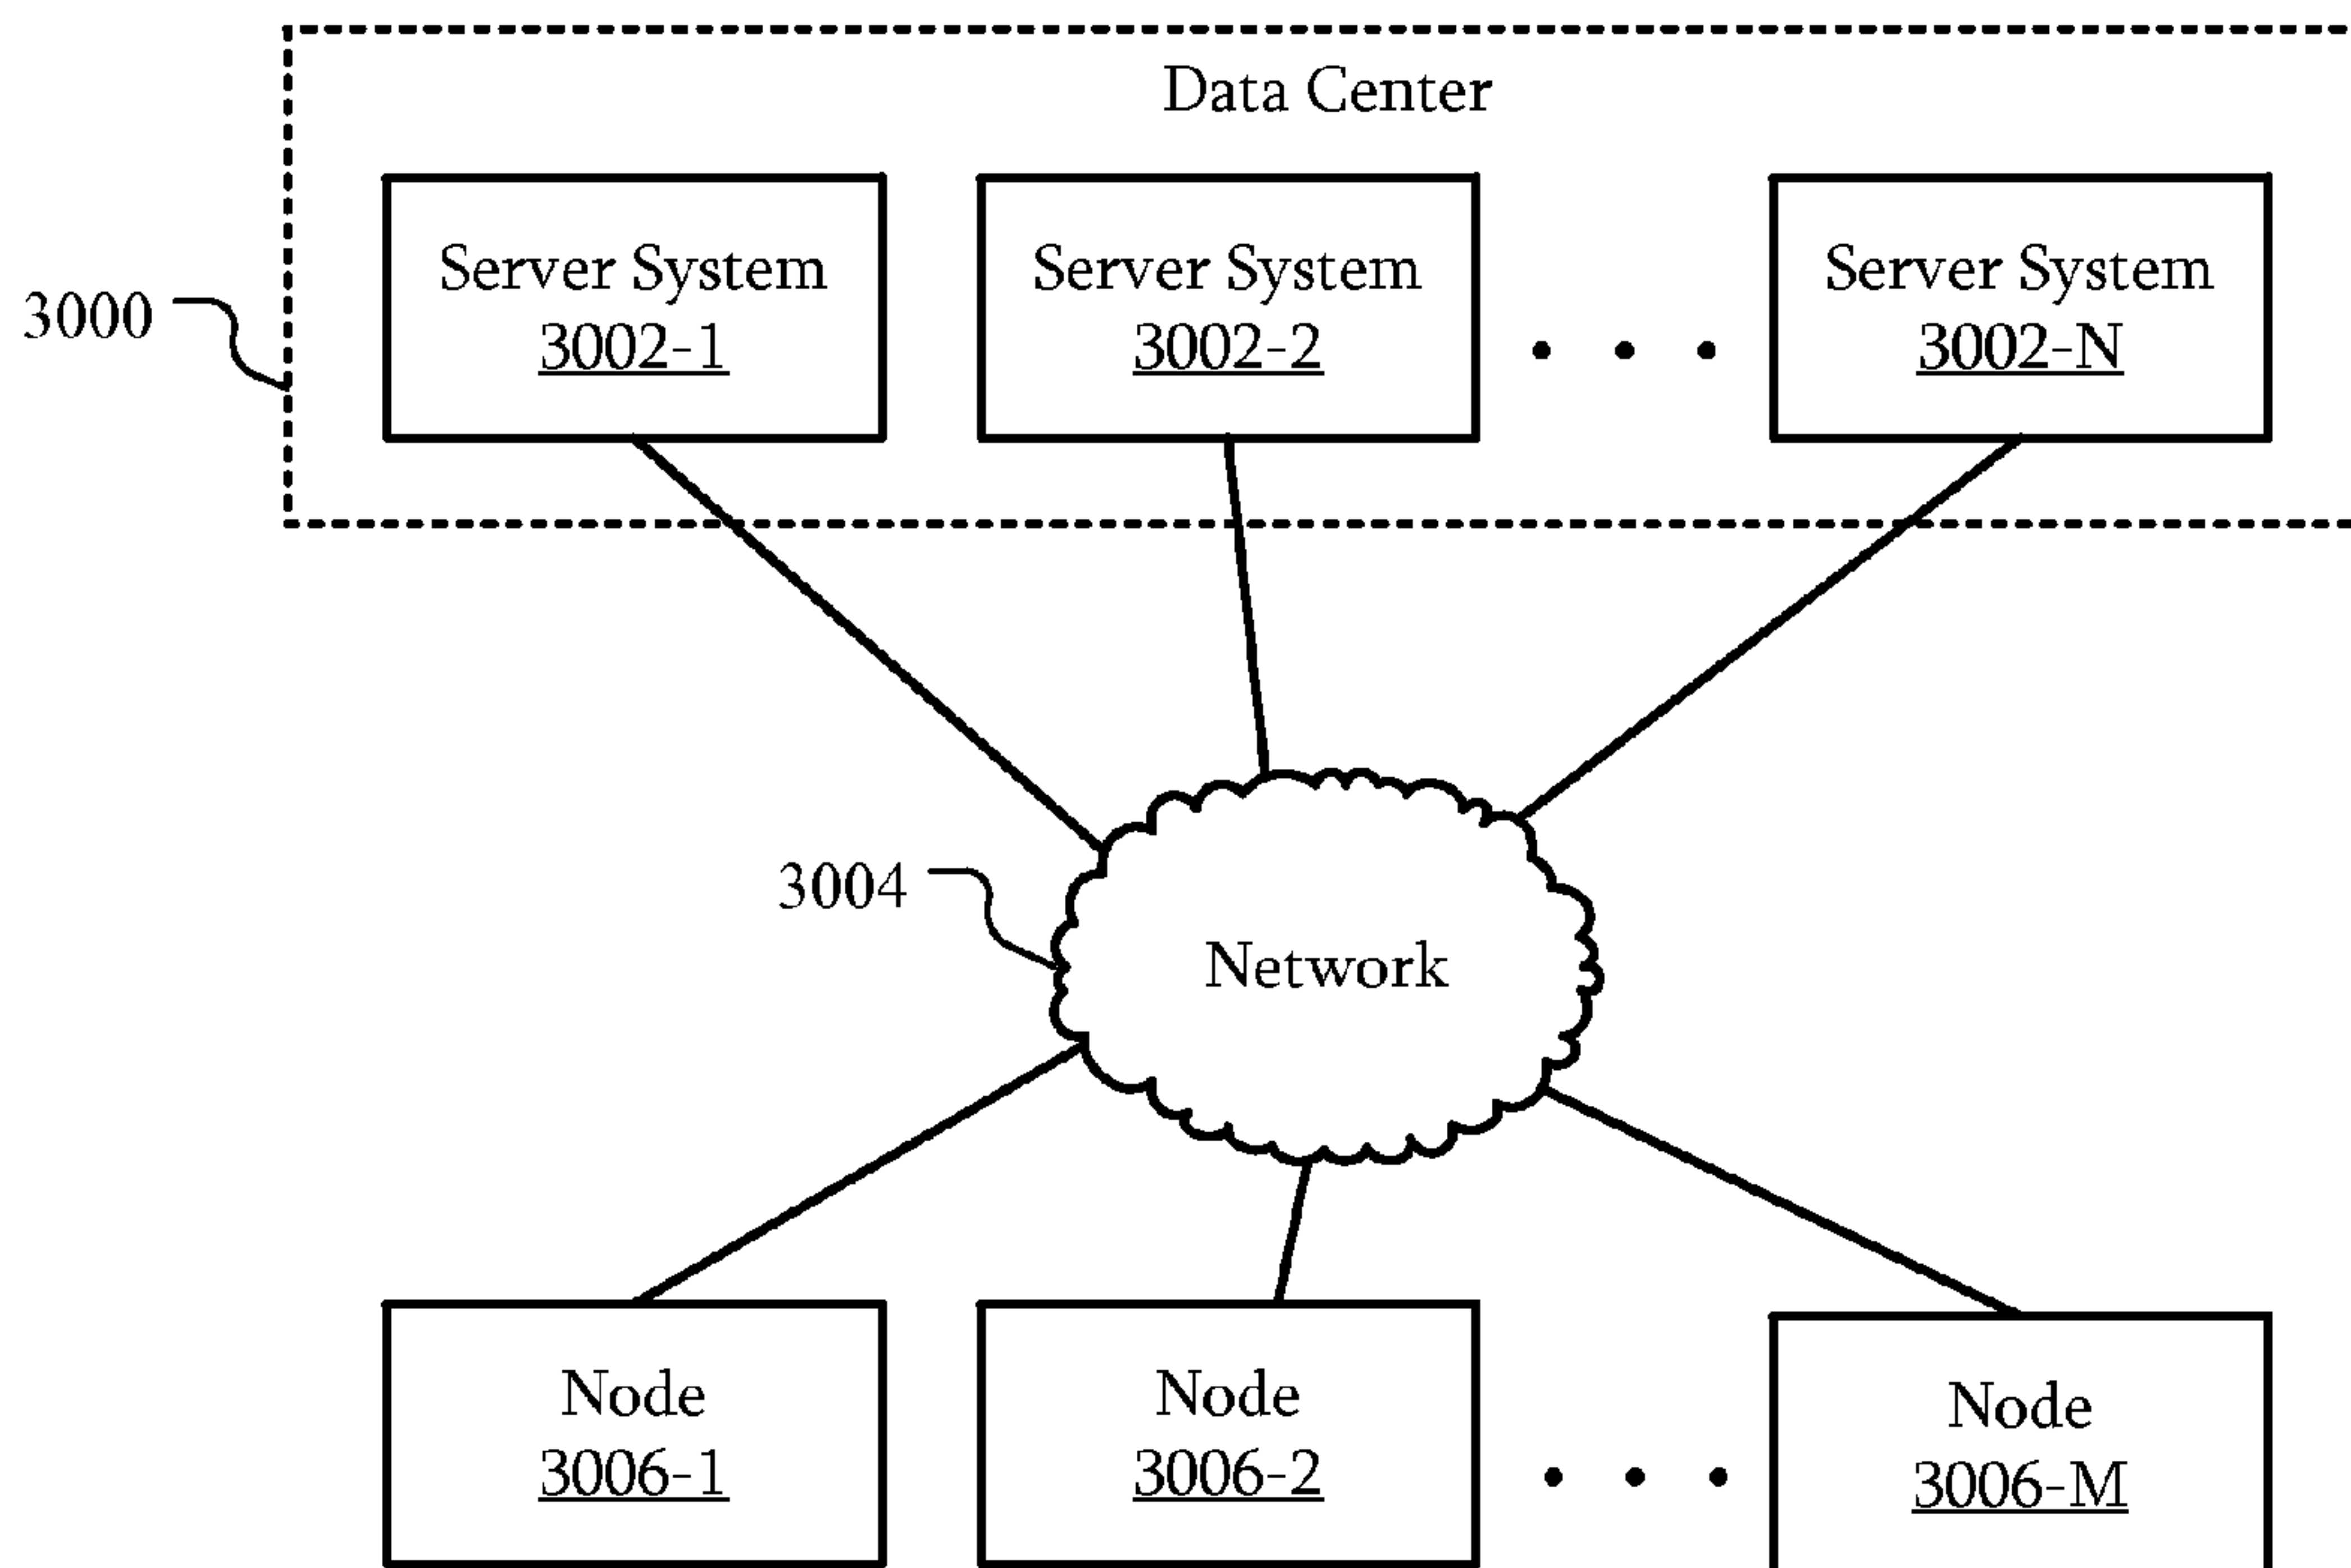 Data Center
Server System
3002-1
Server System
3002-2
Server System
3002-N
3000
3004
Network
Node
3006-1
Node
3006-2
Node
3006-M